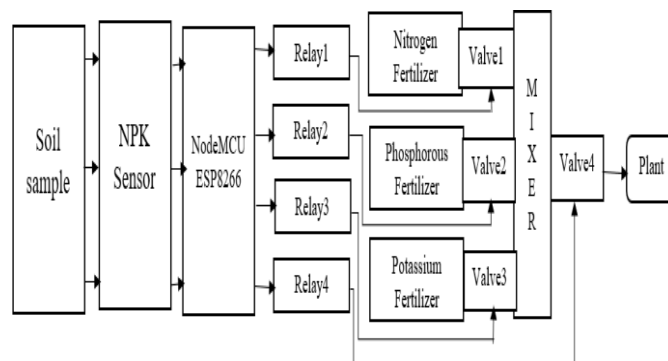 Soil
sample
NPK
Sensor
NodeMCU
ESP8266
Relay1
Relay2
Relay3
Relay4
Nitrogen
Fertilizer
Valve1
Phosphorous
Fertilizer
Valve2
Potassium
Fertilizer
Valve3
M
I
X
E
R
Valve4
Plant